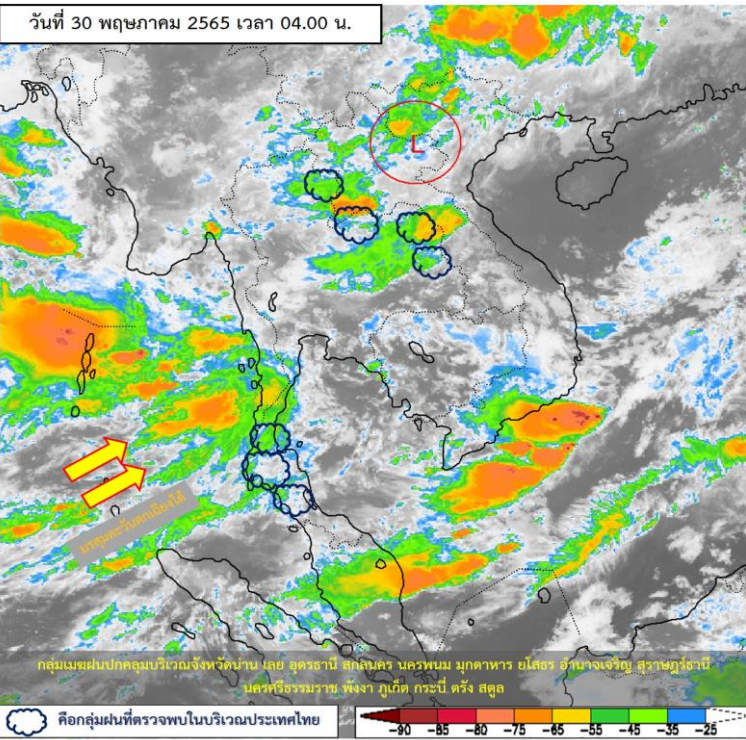 วันที่ 30 พฤษภาคม 2565 เวลา 04.00 น.
L
มรสุมตะวันตกเฉียงใต้
กลุ่มเมฆฝนปกคลุมบริเวณจังหวัดน่าน เลย อุดรธานี สกลนคร นครพนม มุกดาหาร ยโสธร อำนาจเจริญ สุราษฎร์ธานี
นครศรีธรรมราช พังงา ภูเก็ต กระบี่ ตรัง สตูล
คือกลุ่มฝนที่ตรวจพบในบริเวณประเทศไทย
-90 -85 -80 -75 -65 -55 -45 -35 -25